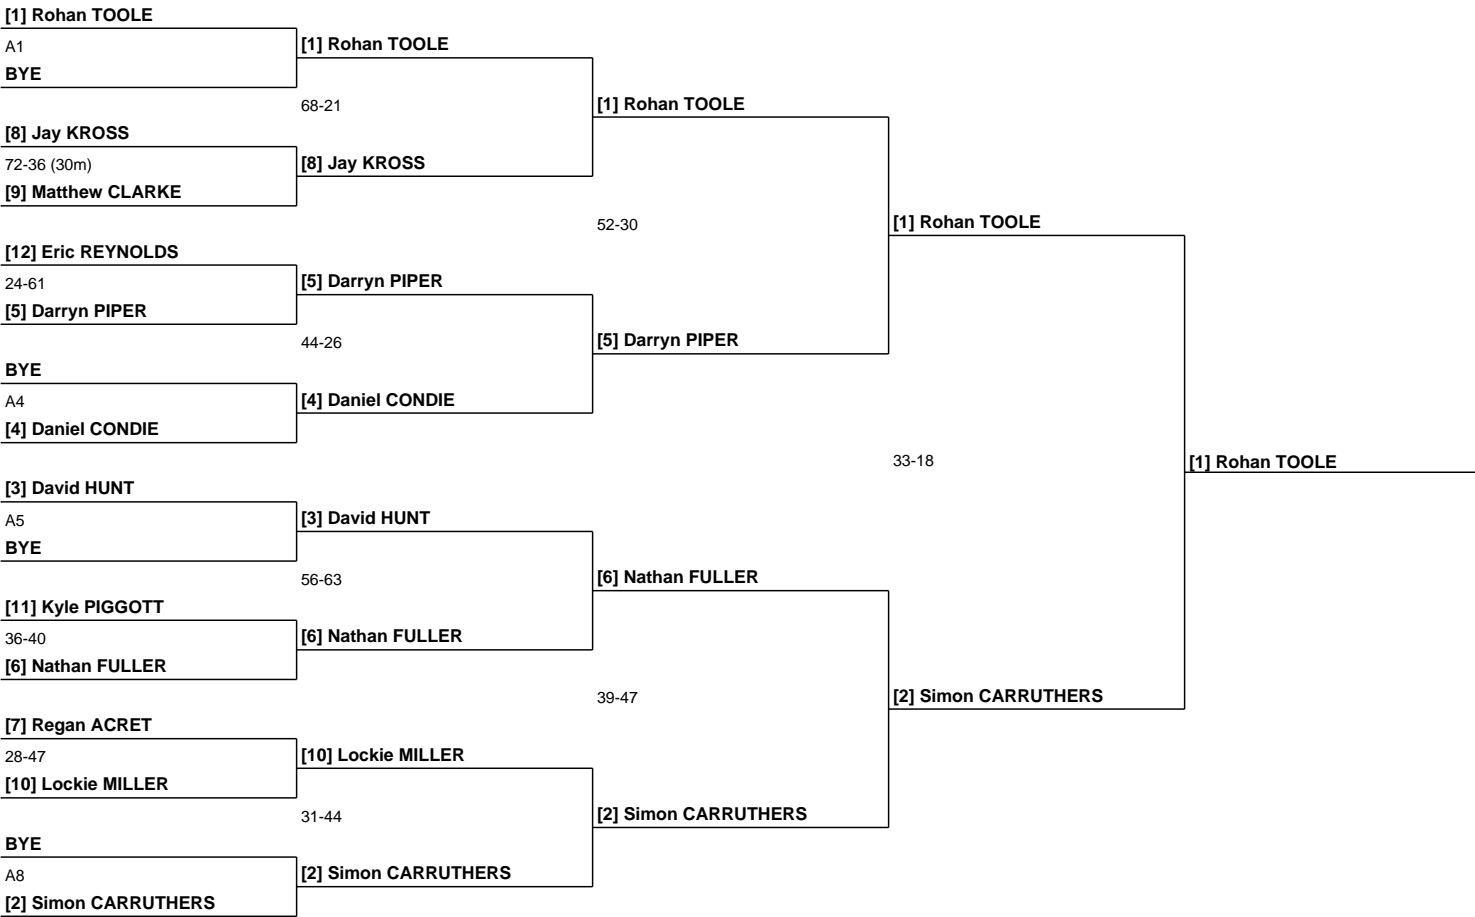 [1] Rohan TOOLE
A1
BYE
[8] Jay KROSS
72-36 (30m)
[9] Matthew CLARKE
[12] Eric REYNOLDS
24-61
[5] Darryn PIPER
BYE
A4
[4] Daniel CONDIE
[3] David HUNT
A5
BYE
[11] Kyle PIGGOTT
36-40
[6] Nathan FULLER
[7] Regan ACRET
28-47
[10] Lockie MILLER
BYE
A8
[2] Simon CARRUTHERS
[1] Rohan TOOLE
68-21
[8] Jay KROSS
[5] Darryn PIPER
44-26
[4] Daniel CONDIE
[3] David HUNT
56-63
[6] Nathan FULLER
[10] Lockie MILLER
31-44
[2] Simon CARRUTHERS
[1] Rohan TOOLE
52-30
[5] Darryn PIPER
[6] Nathan FULLER
39-47
[2] Simon CARRUTHERS
[1] Rohan TOOLE
33-18
[2] Simon CARRUTHERS
[1] Rohan TOOLE